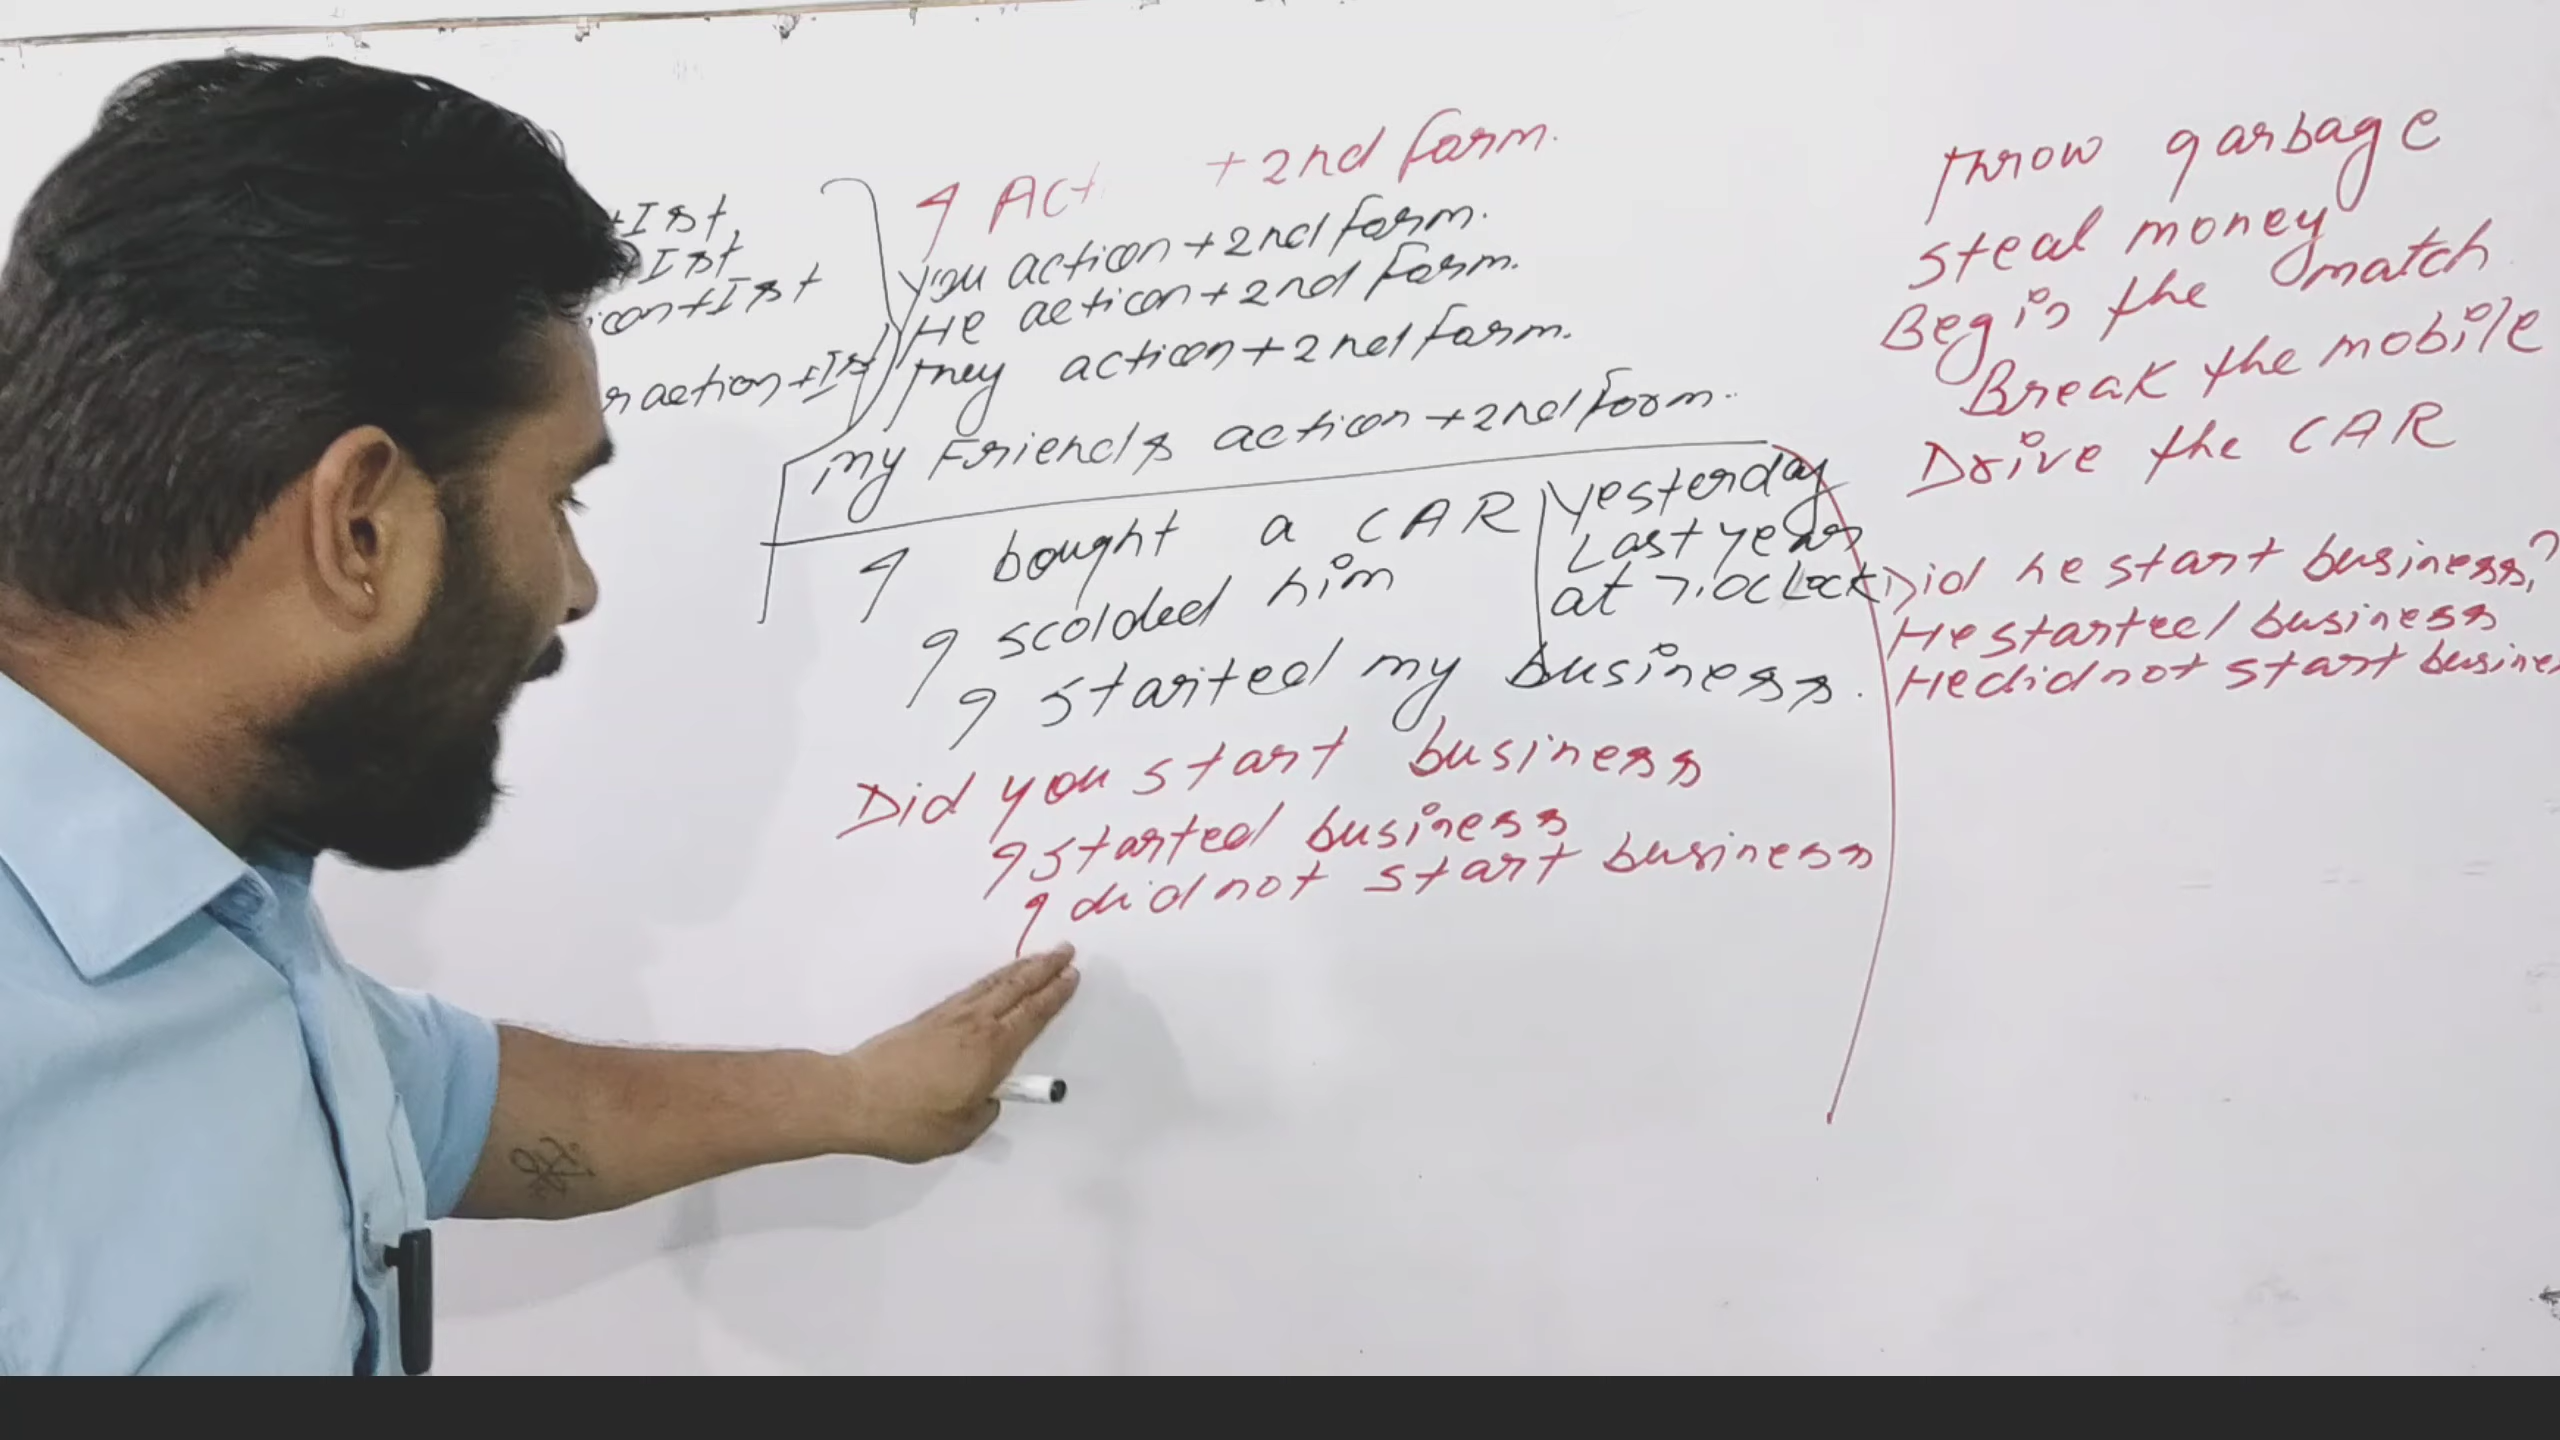 +Ist,
+Ist
icon+Ist
n action+Ist
I Act + 2nd form.
You action+2nd form.
He action+2nd form.
They action+2nd form.
my Friends action+2nd form.
I bought a CAR
I scolded him
I started my business.
Yesterday
Last year
at 7.OcLock
Did you start business
I started business
I did not start business
Throw garbage
steal money
Begin the match
Break the mobile
Drive the CAR
Did he start business?
He started business
He did not start busines